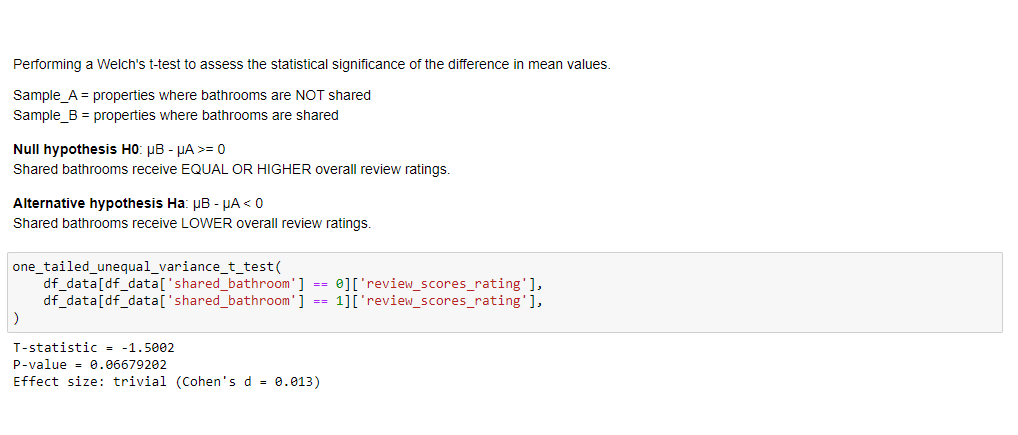 Performing a Welch's t-test to assess the statistical significance of the difference in mean values.
Sample_A = properties where bathrooms are NOT shared
Sample_B = properties where bathrooms are shared
Null hypothesis H0: μB - μA >= 0
Shared bathrooms receive EQUAL OR HIGHER overall review ratings.
Alternative hypothesis Ha: μB - μA < 0
Shared bathrooms receive LOWER overall review ratings.
one_tailed_unequal_variance_t_test(
    df_data[df_data['shared_bathroom'] == 0]['review_scores_rating'],
    df_data[df_data['shared_bathroom'] == 1]['review_scores_rating'],
)
T-statistic = -1.5002
P-value = 0.06679202
Effect size: trivial (Cohen's d = 0.013)